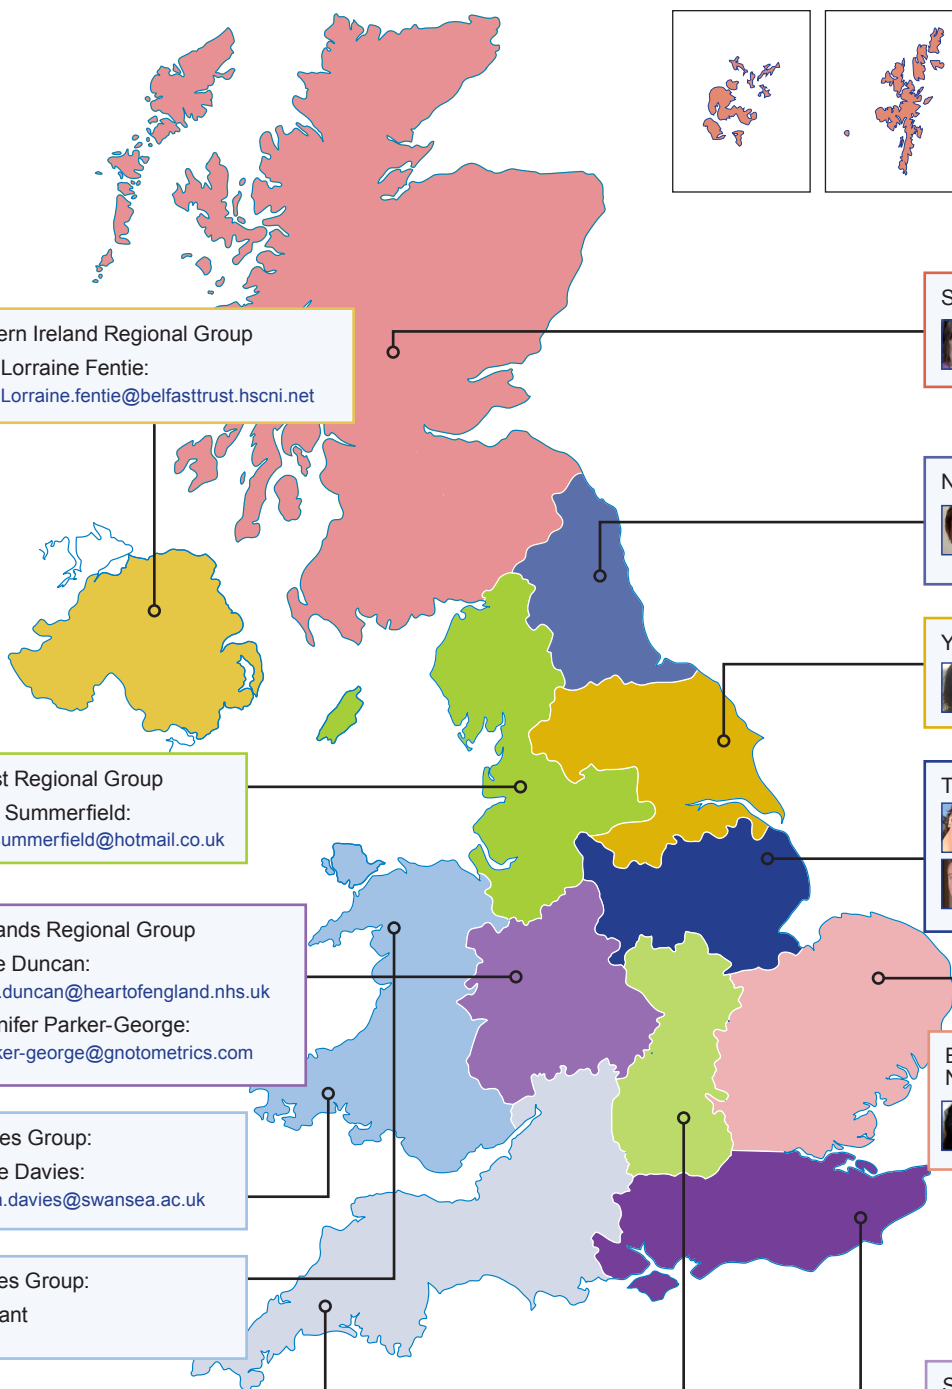 ern Ireland Regional Group
Lorraine Fentie:
Lorraine.fentie@belfasttrust.hscni.net
S
N
Y
st Regional Group
Summerfield:
summerfield@hotmail.co.uk
T
ands Regional Group
e Duncan:
.duncan@heartofengland.nhs.uk
nifer Parker-George:
ker-george@gnotometrics.com
E
N
es Group:
e Davies:
.davies@swansea.ac.uk
es Group:
ant
S